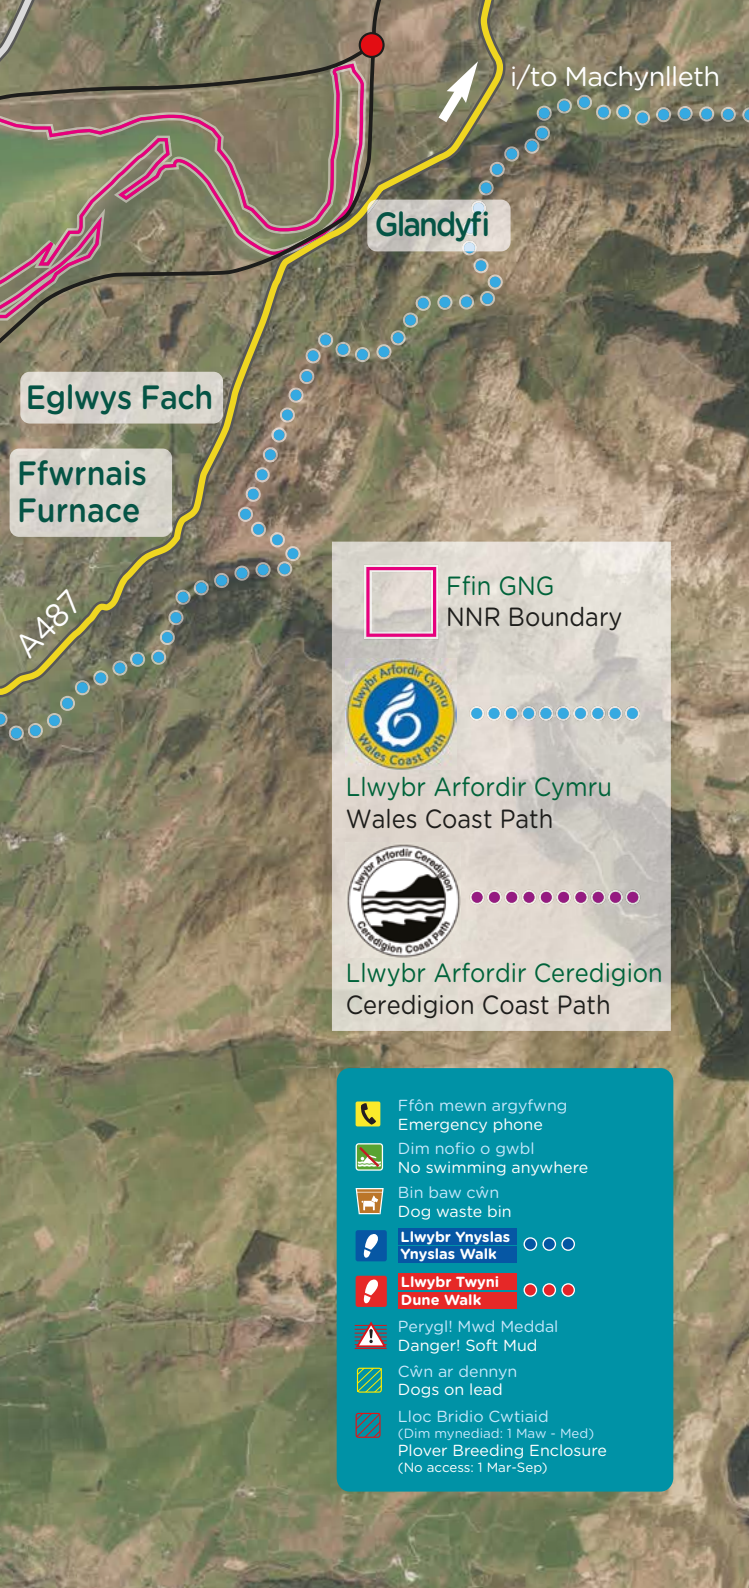 i/to Machynlleth
Glandyfi
Eglwys Fach
Ffwrnais
Furnace
A487
Ffin GNG
NNR Boundary
Llwybr Arfordir Cymru
Wales Coast Path
Llwybr Arfordir Cymru
Wales Coast Path
Llwybr Arfordir Ceredigion
Ceredigion Coast Path
Llwybr Arfordir Ceredigion
Ceredigion Coast Path
Ffôn mewn argyfwng
Emergency phone
Dim nofio o gwbl
No swimming anywhere
Bin baw cŵn
Dog waste bin
Llwybr Ynyslas
Ynyslas Walk
Llwybr Twyni
Dune Walk
Perygl! Mwd Meddal
Danger! Soft Mud
Cŵn ar dennyn
Dogs on lead
Lloc Bridio Cwtiaid
(Dim mynediad: 1 Maw - Med)
Plover Breeding Enclosure
(No access: 1 Mar-Sep)